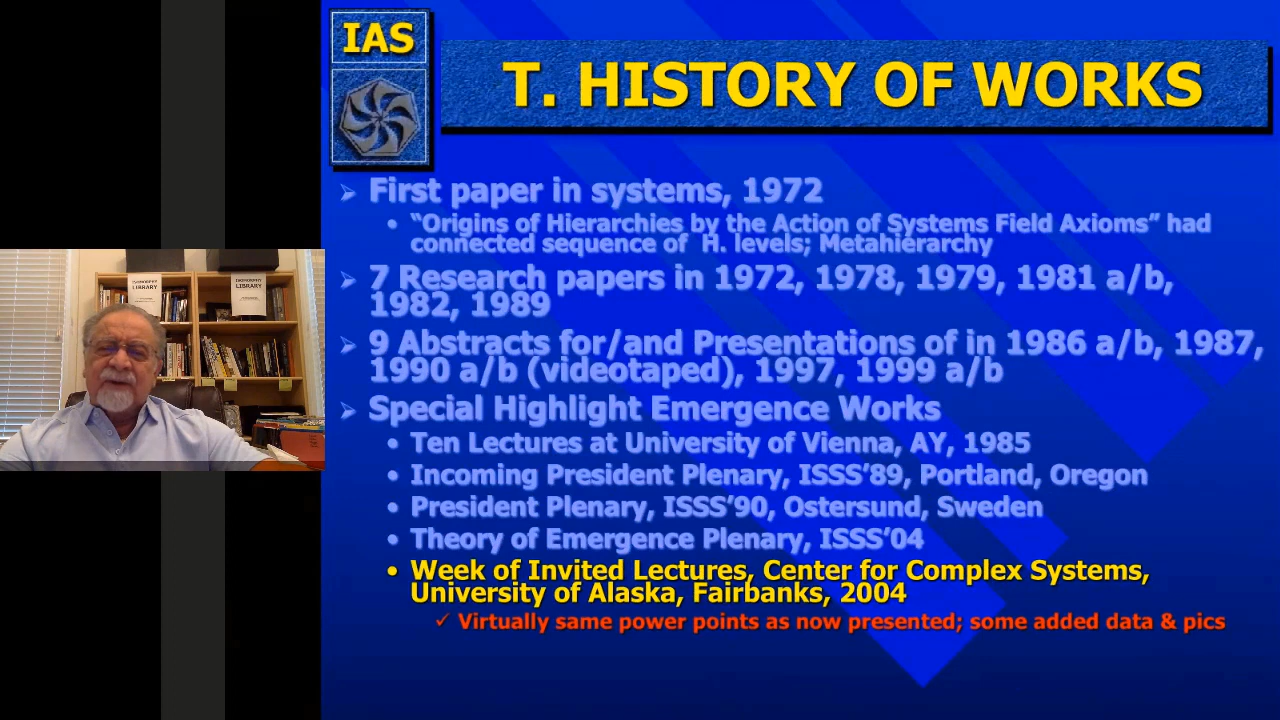 IAS
T. HISTORY OF WORKS
First paper in systems, 1972
“Origins of Hierarchies by the Action of Systems Field Axioms” had
connected sequence of H. levels; Metahierarchy
7 Research papers in 1972, 1978, 1979, 1981 a/b,
1982, 1989
9 Abstracts for/and Presentations of in 1986 a/b, 1987,
1990 a/b (videotaped), 1997, 1999 a/b
Special Highlight Emergence Works
Ten Lectures at University of Vienna, AY, 1985
Incoming President Plenary, ISSS’89, Portland, Oregon
President Plenary, ISSS’90, Ostersund, Sweden
Theory of Emergence Plenary, ISSS’04
Week of Invited Lectures, Center for Complex Systems,
University of Alaska, Fairbanks, 2004
Virtually same power points as now presented; some added data & pics
ISOMORPHY
LIBRARY
ISOMORPHY
LIBRARY